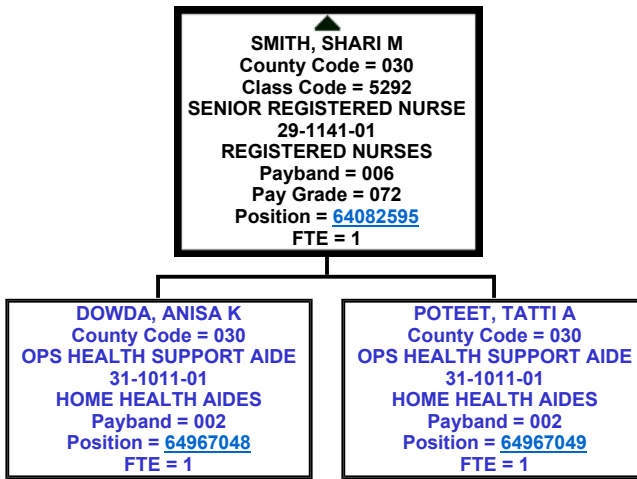 SMITH, SHARI M
County Code = 030
Class Code = 5292
SENIOR REGISTERED NURSE
29-1141-01
REGISTERED NURSES
Payband = 006
Pay Grade = 072
Position = 64082595
FTE = 1
DOWDA, ANISA K
County Code = 030
OPS HEALTH SUPPORT AIDE
31-1011-01
HOME HEALTH AIDES
Payband = 002
Position = 64967048
FTE = 1
POTEET, TATTI A
County Code = 030
OPS HEALTH SUPPORT AIDE
31-1011-01
HOME HEALTH AIDES
Payband = 002
Position = 64967049
FTE = 1